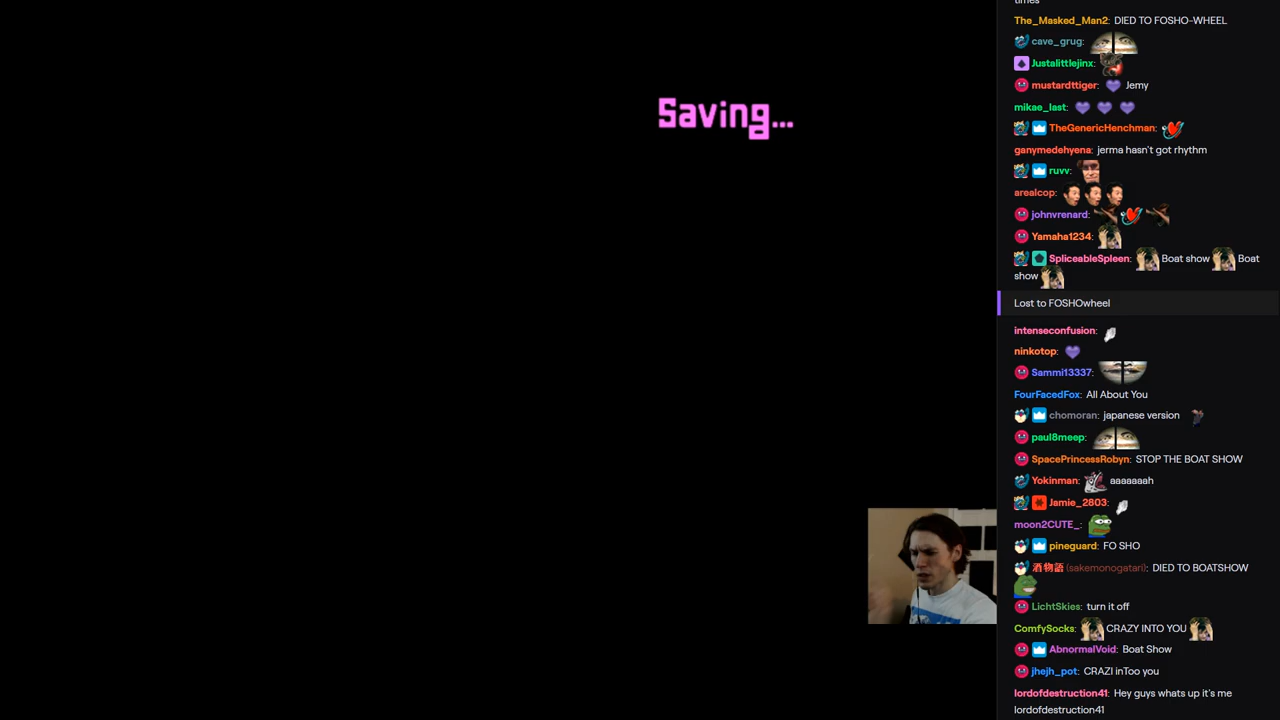 times
The_Masked_Man2: DIED TO FOSHO-WHEEL
cave_grug:
Justalittlejinx:
mustardttiger: Jemy
mikae_last:
TheGenericHenchman:
ganymedehyena: jerma hasn't got rhythm
ruvv:
arealcop:
johnvrenard:
Yamaha1234:
SpliceableSpleen: Boat show Boat
show
Lost to FOSHOwheel
intenseconfusion:
ninkotop:
Sammi13337:
FourFacedFox: All About You
chomoran: japanese version
paul8meep:
SpacePrincessRobyn: STOP THE BOAT SHOW
Yokinman: aaaaaaah
Jamie_2803:
moon2CUTE_:
pineguard: FO SHO
酒物語 (sakemonogatari): DIED TO BOATSHOW
LichtSkies: turn it off
ComfySocks: CRAZY INTO YOU
AbnormalVoid: Boat Show
jhejh_pot: CRAZI inToo you
lordofdestruction41: Hey guys whats up it's me
lordofdestruction41
Saving...